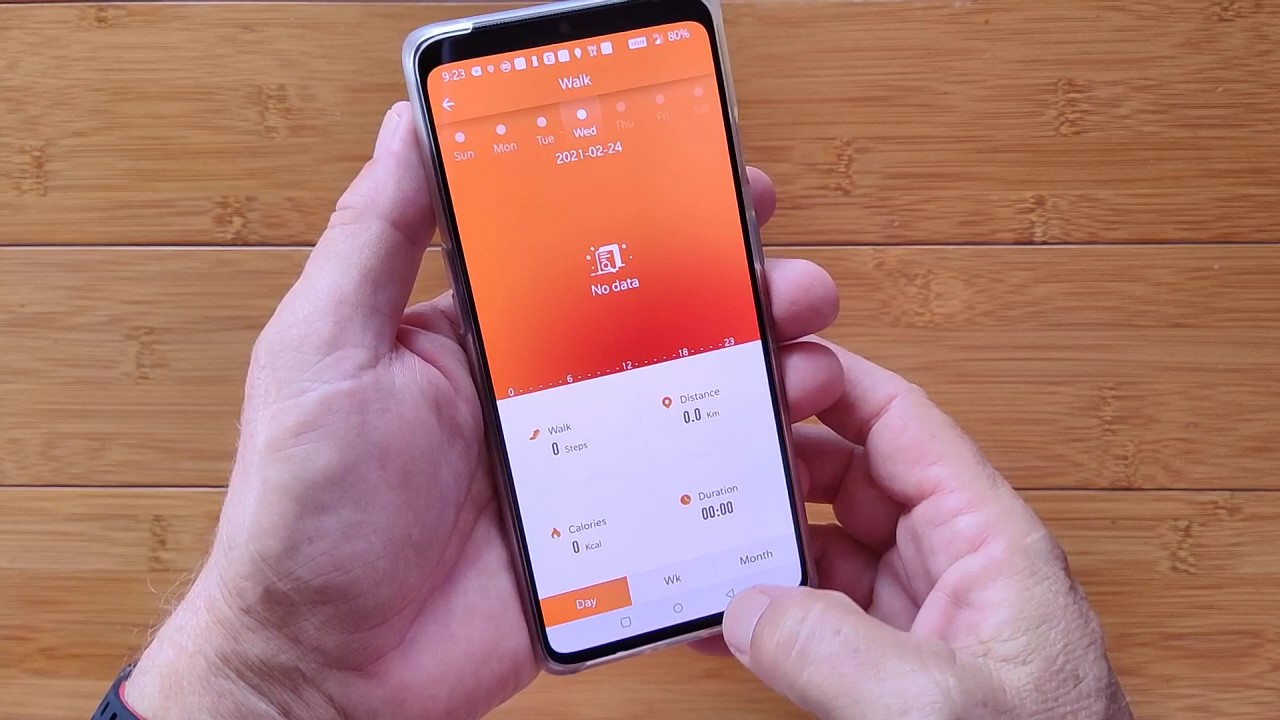 9:23 80%
Walk
Sun Mon Tue Wed Thu Fri
2021-02-24
No data
0 6 12 18 23
Walk
0 Steps
Distance
0.0 Km
Calories
0 Kcal
Duration
00:00
Day Wk Month